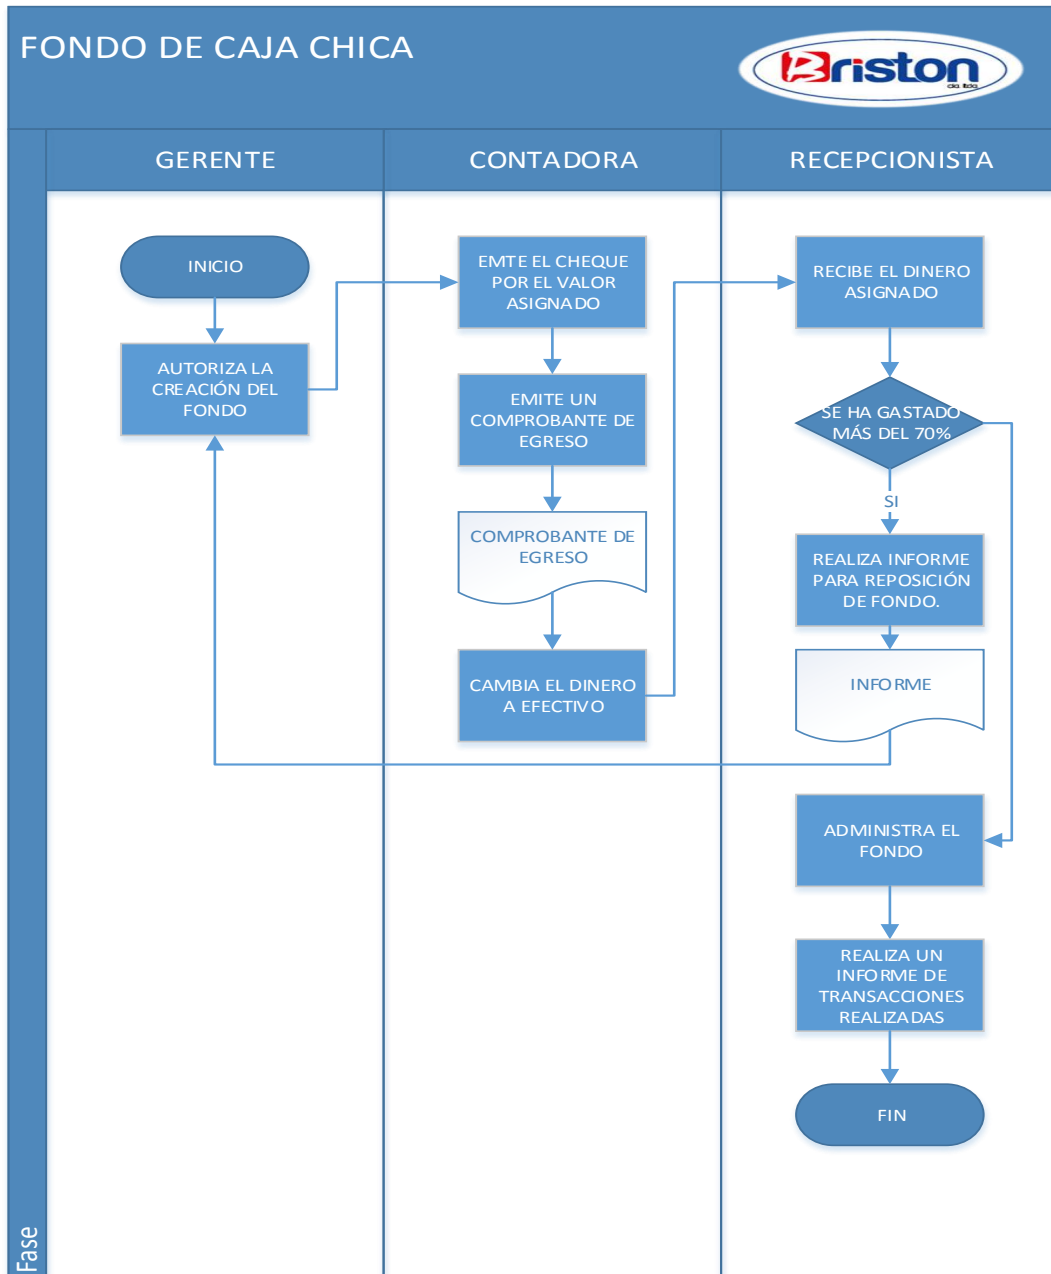 FONDO DE CAJA CHICA
Briston
cia. ltda.
GERENTE
CONTADORA
RECEPCIONISTA
INICIO
AUTORIZA LA
CREACIÓN DEL
FONDO
EMTE EL CHEQUE
POR EL VALOR
ASIGNADO
EMITE UN
COMPROBANTE DE
EGRESO
COMPROBANTE DE
EGRESO
CAMBIA EL DINERO
A EFECTIVO
RECIBE EL DINERO
ASIGNADO
SE HA GASTADO
MÁS DEL 70%
SI
REALIZA INFORME
PARA REPOSICIÓN
DE FONDO.
INFORME
ADMINISTRA EL
FONDO
REALIZA UN
INFORME DE
TRANSACCIONES
REALIZADAS
FIN
Fase